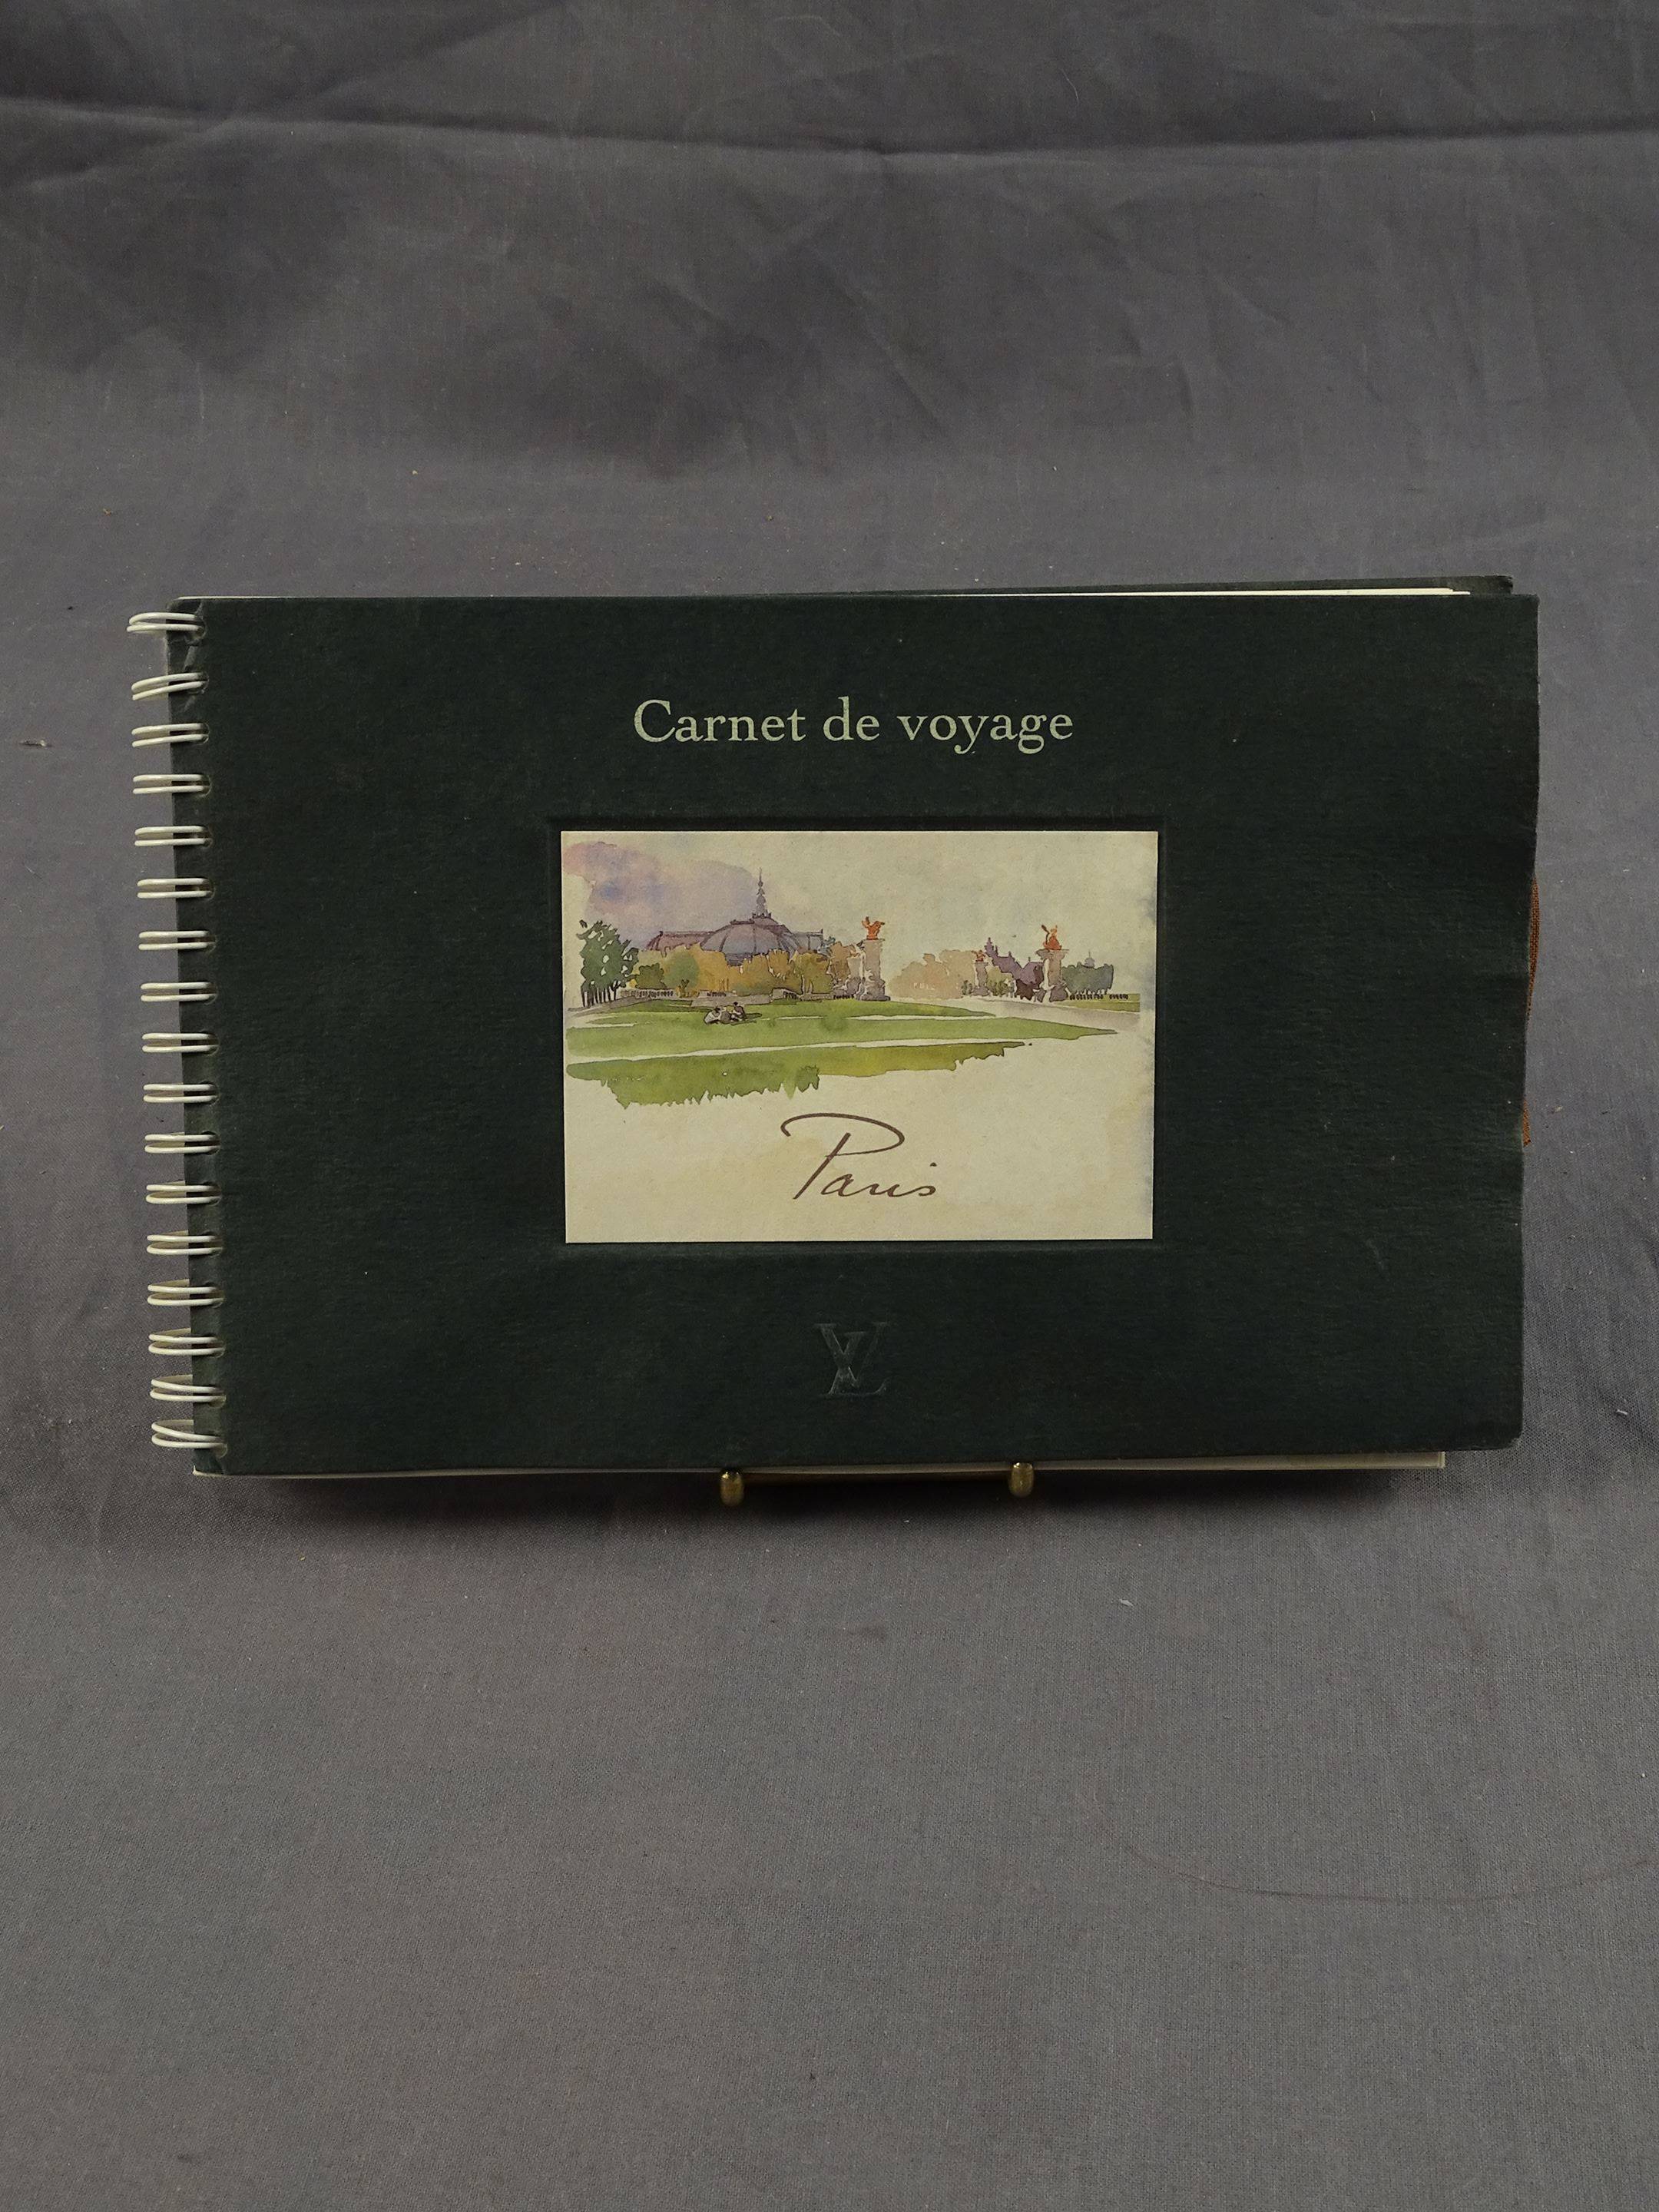 Carnet de voyage
Paris
LV